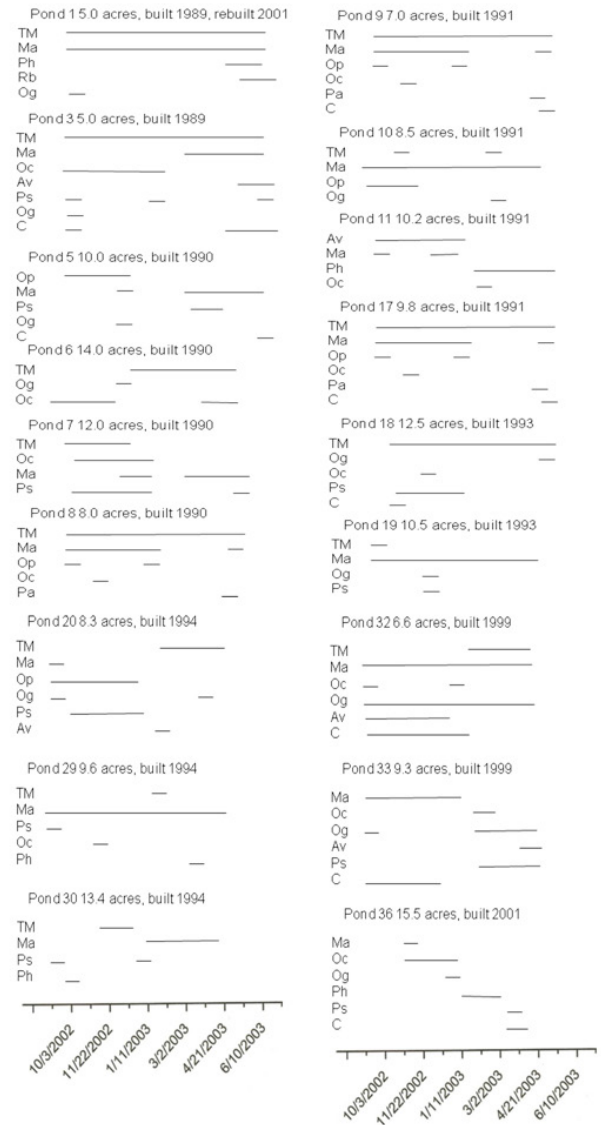 Pond 1 5.0 acres, built 1989, rebuilt 2001
TM
Ma
Ph
Rb
Og
Pond 3 5.0 acres, built 1989
TM
Ma
Oc
Av
Ps
Og
C
Pond 5 10.0 acres, built 1990
Op
Ma
Ps
Og
C
Pond 6 14.0 acres, built 1990
TM
Og
Oc
Pond 7 12.0 acres, built 1990
TM
Oc
Ma
Ps
Pond 8 8.0 acres, built 1990
TM
Ma
Op
Oc
Pa
Pond 20 8.3 acres, built 1994
TM
Ma
Op
Og
Ps
Av
Pond 29 9.6 acres, built 1994
TM
Ma
Ps
Oc
Ph
Pond 30 13.4 acres, built 1994
TM
Ma
Ps
Ph
10/3/2002
11/22/2002
1/11/2003
3/2/2003
4/21/2003
6/10/2003
Pond 9 7.0 acres, built 1991
TM
Ma
Op
Oc
Pa
C
Pond 10 8.5 acres, built 1991
TM
Ma
Op
Og
Pond 11 10.2 acres, built 1991
Av
Ma
Ph
Oc
Pond 17 9.8 acres, built 1991
TM
Ma
Op
Oc
Pa
C
Pond 18 12.5 acres, built 1993
TM
Og
Oc
Ps
C
Pond 19 10.5 acres, built 1993
TM
Ma
Og
Ps
Pond 32 6.6 acres, built 1999
TM
Ma
Oc
Og
Av
C
Pond 33 9.3 acres, built 1999
Ma
Oc
Og
Av
Ps
C
Pond 36 15.5 acres, built 2001
Ma
Oc
Og
Ph
Ps
C
10/3/2002
11/22/2002
1/11/2003
3/2/2003
4/21/2003
6/10/2003